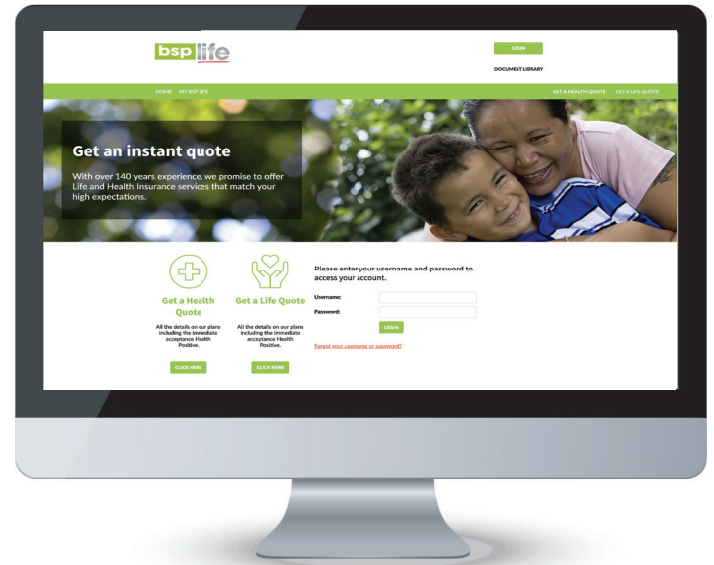 bsp life
LOGIN
DOCUMENT LIBRARY
HOME MY BSP LIFE
GET A HEALTH QUOTE GET A LIFE QUOTE
Get an instant quote
With over 140 years experience, we promise to offer
Life and Health Insurance services that match your
high expectations.
Get a Health
Quote
All the details on our plans
including the immediate
acceptance Health
Positive.
CLICK HERE
Get a Life Quote
All the details on our plans
including the immediate
acceptance Health
Positive.
CLICK HERE
Please enter your username and password to
access your account.
Username:
Password:
LOGIN
Forgot your username or password?